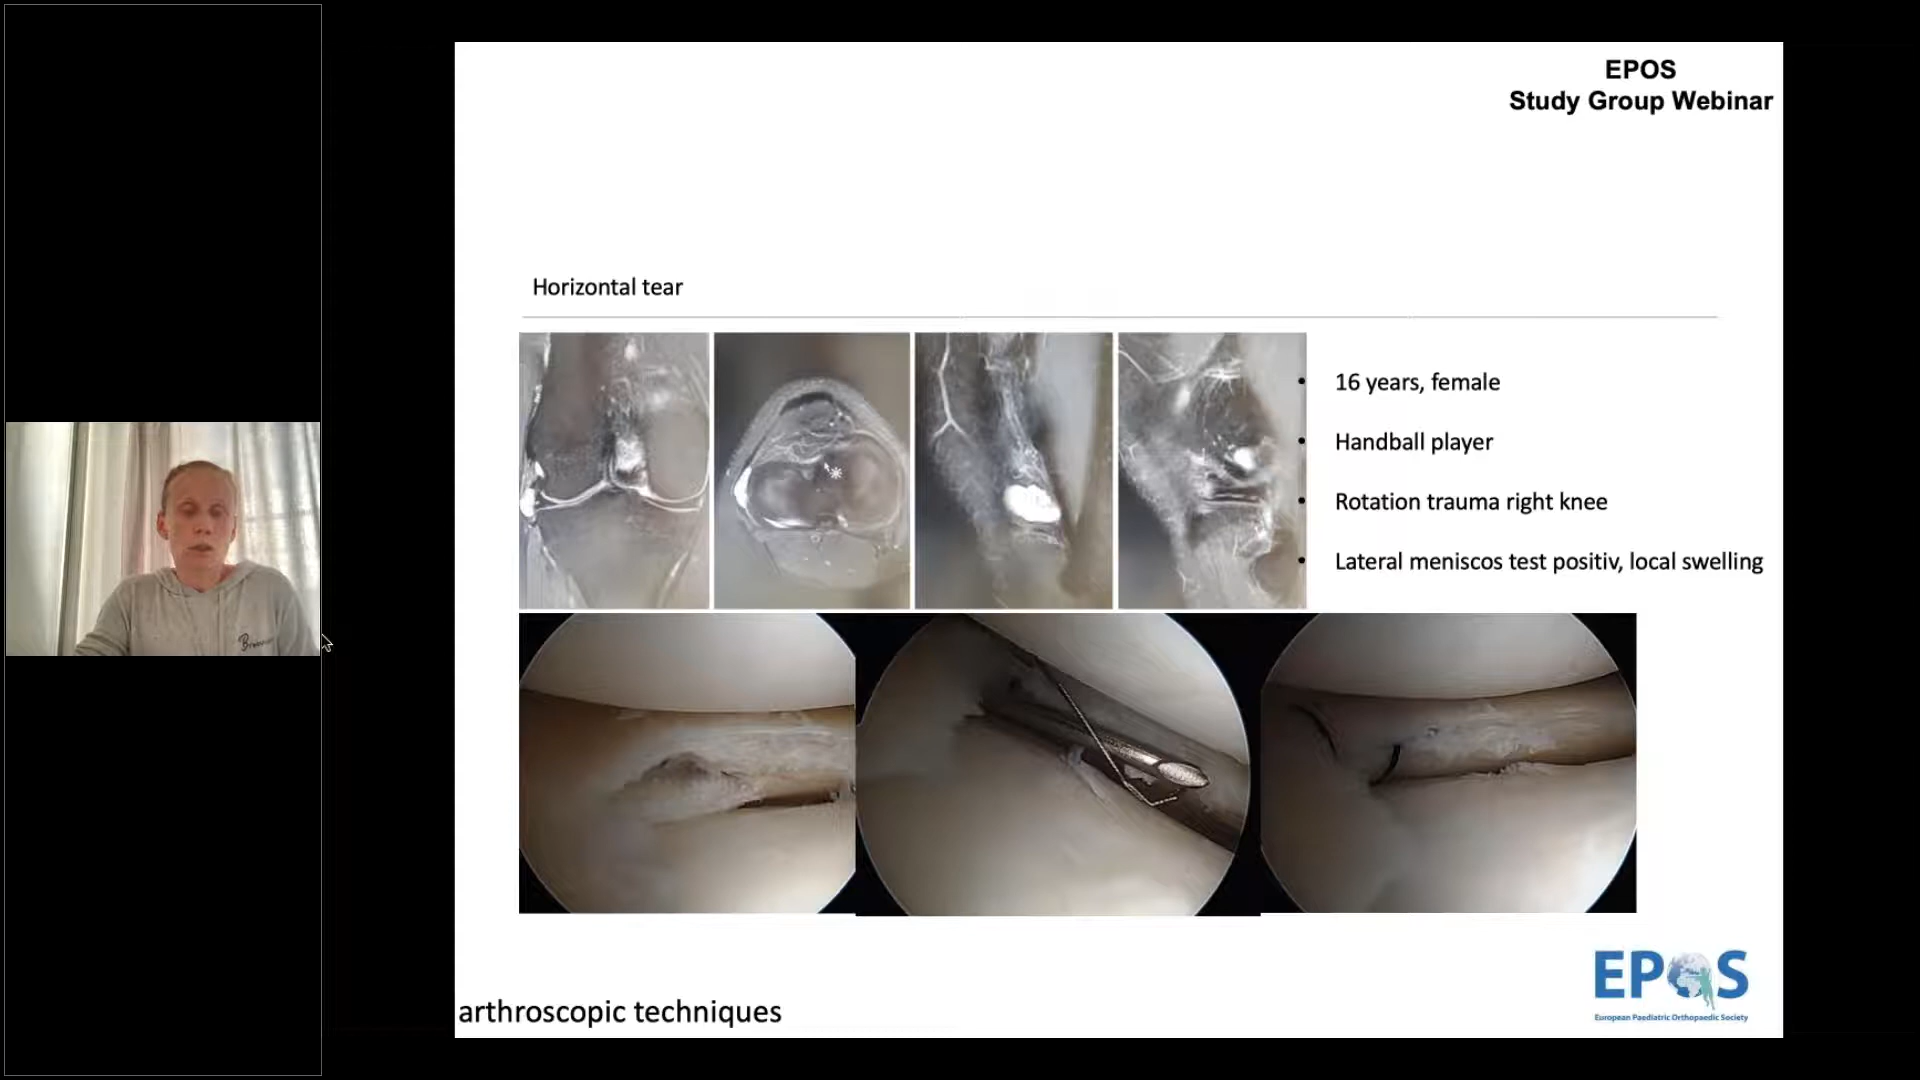 EPOS
Study Group Webinar
Horizontal tear
• 16 years, female
• Handball player
• Rotation trauma right knee
• Lateral meniscos test positiv, local swelling
arthroscopic techniques
EPOS
European Paediatric Orthopaedic Society